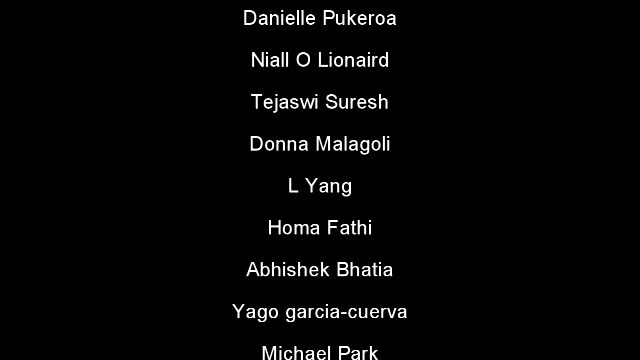 Danielle Pukeroa
Niall O Lionaird
Tejaswi Suresh
Donna Malagoli
L Yang
Homa Fathi
Abhishek Bhatia
Yago garcia-cuerva
Michael Park